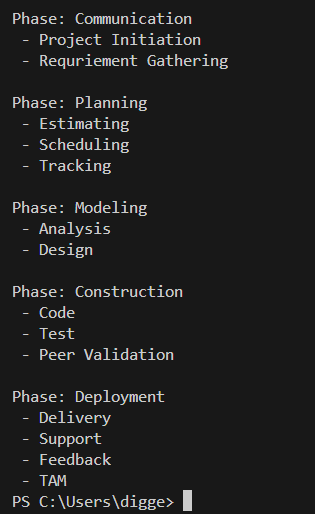 Phase: Communication
 - Project Initiation
 - Requriement Gathering

Phase: Planning
 - Estimating
 - Scheduling
 - Tracking

Phase: Modeling
 - Analysis
 - Design

Phase: Construction
 - Code
 - Test
 - Peer Validation

Phase: Deployment
 - Delivery
 - Support
 - Feedback
 - TAM
PS C:\Users\digge>